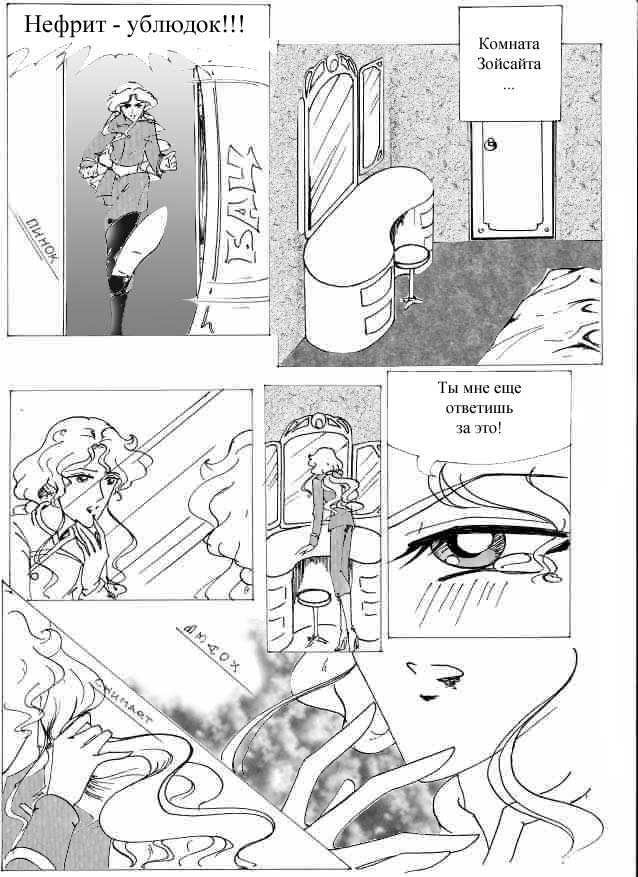 Нефрит - ублюдок!!!
ПИНОК
БАЦ
Комната
Зойсайта
...
Ты мне еще
ответишь
за это!
ВЗДОХ
СНИМАЕТ